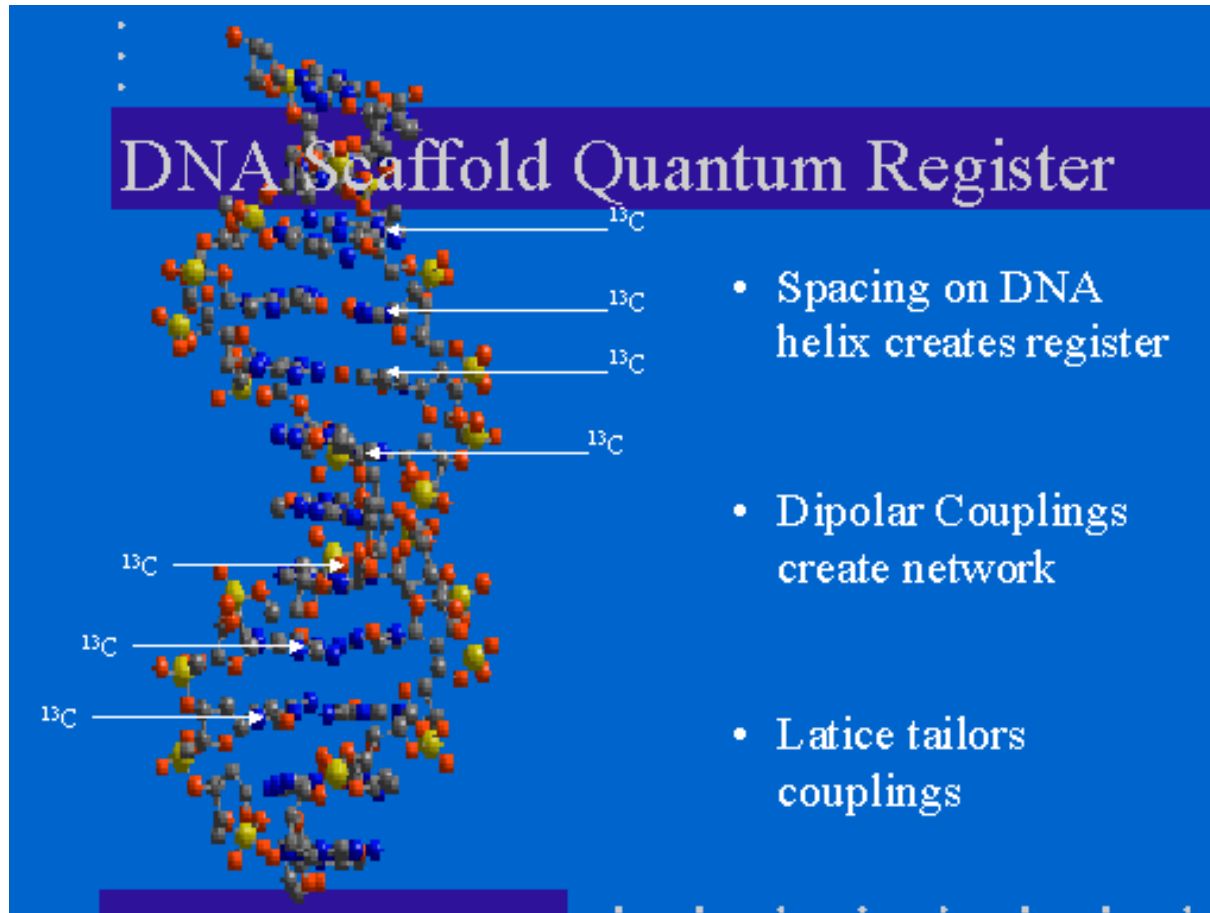 DNA Scaffold Quantum Register
¹³C
¹³C
¹³C
¹³C
¹³C
¹³C
¹³C
• Spacing on DNA
helix creates register
• Dipolar Couplings
create network
• Latice tailors
couplings